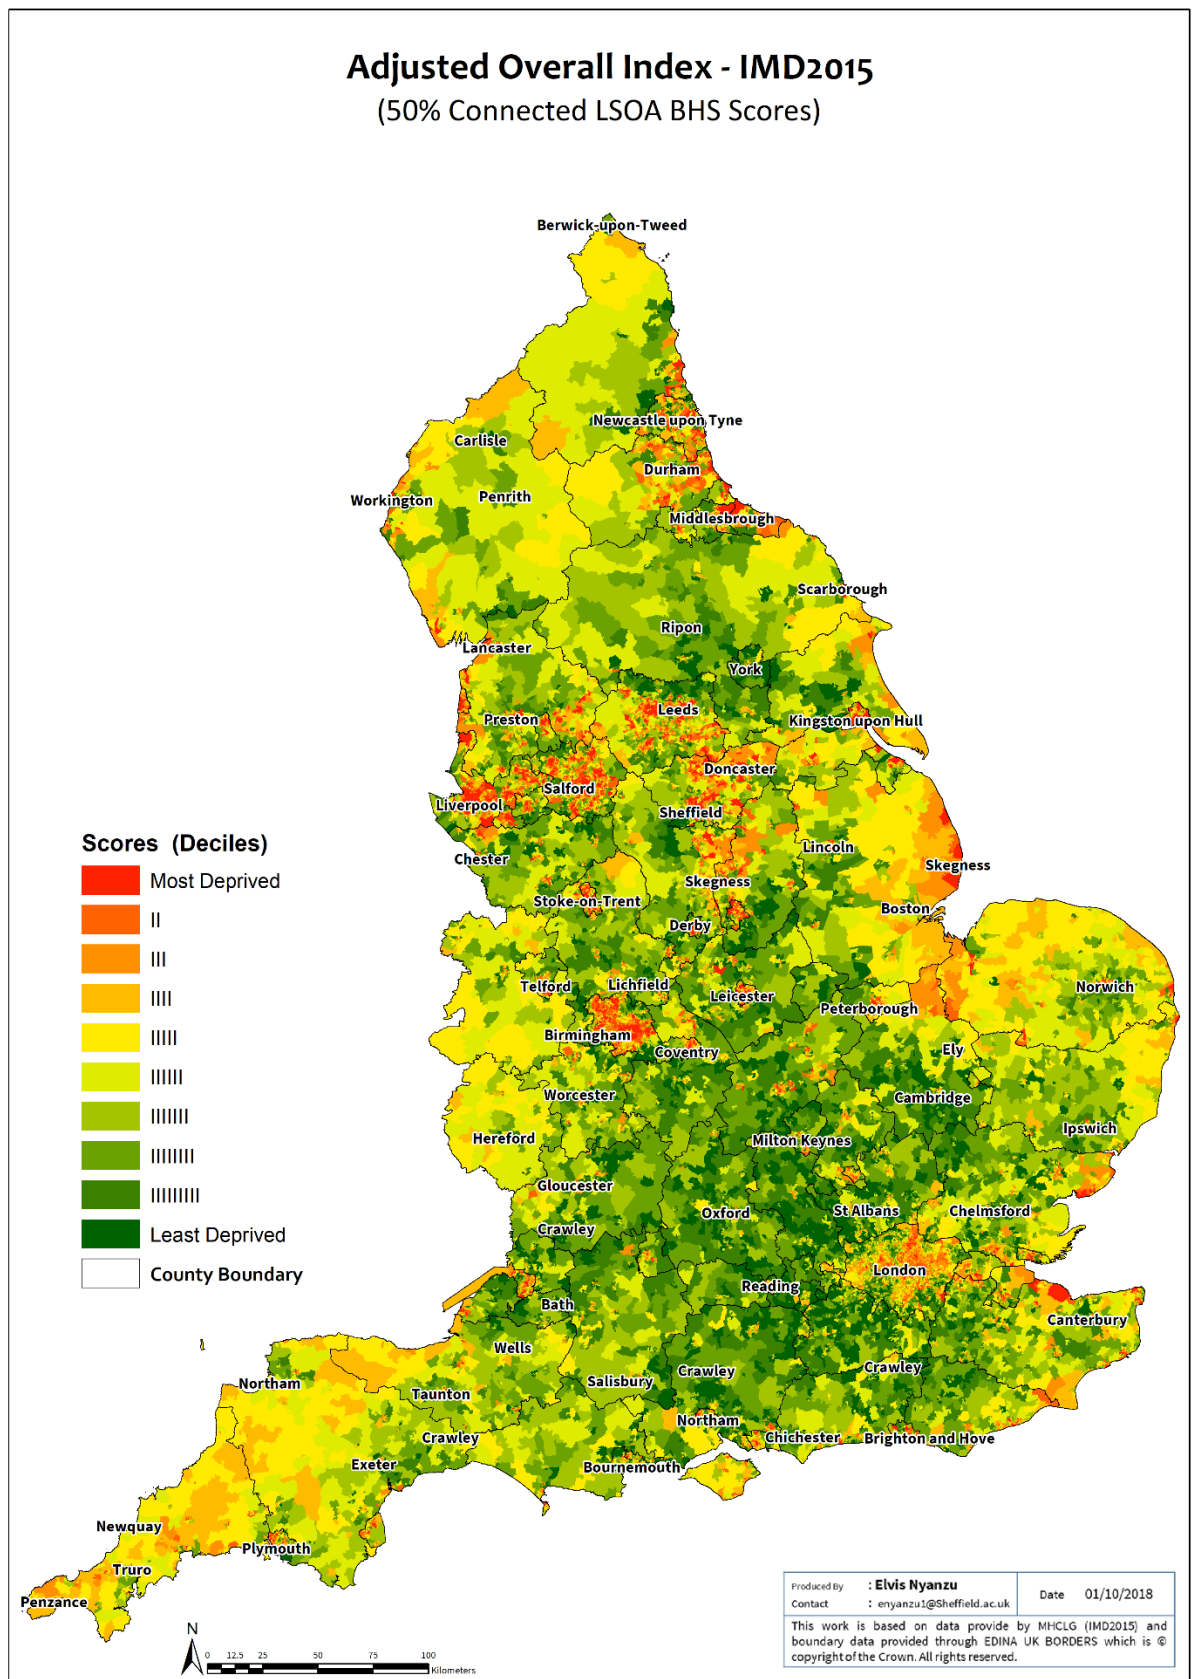 Adjusted Overall Index - IMD2015
(50% Connected LSOA BHS Scores)
Berwick-upon-Tweed
Newcastle upon Tyne
Carlisle
Durham
Workington
Penrith
Middlesbrough
Scarborough
Ripon
Lancaster
York
Leeds
Preston
Kingston upon Hull
Doncaster
Salford
Liverpool
Sheffield
Scores (Deciles)
Lincoln
Chester
Skegness
Most Deprived
Skegness
Stoke-on-Trent
II
Boston
Derby
III
Telford
Lichfield
Leicester
Norwich
IIII
Peterborough
Birmingham
IIIII
Coventry
Ely
IIIIII
Worcester
Cambridge
IIIIIII
Hereford
Milton Keynes
Ipswich
IIIIIIII
Gloucester
IIIIIIIII
Oxford
St Albans
Chelmsford
Crawley
Least Deprived
London
County Boundary
Reading
Bath
Canterbury
Wells
Crawley
Crawley
Northam
Salisbury
Taunton
Northam
Crawley
Chichester
Brighton and Hove
Exeter
Bournemouth
Newquay
Plymouth
Truro
Penzance
Produced By : Elvis Nyanzu
Contact : enyanzu1@Sheffield.ac.uk
Date 01/10/2018
This work is based on data provide by MHCLG (IMD2015) and
boundary data provided through EDINA UK BORDERS which is ©
copyright of the Crown. All rights reserved.
N
0 12.5 25 50 75 100
Kilometers